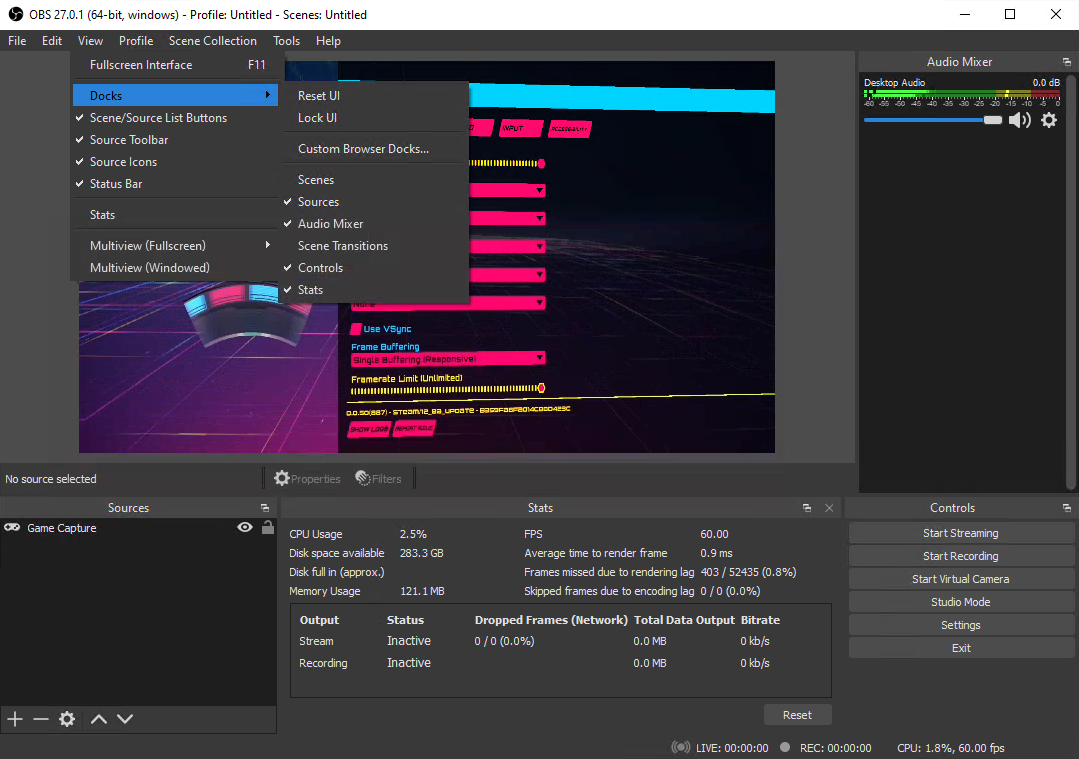 OBS 27.0.1 (64-bit, windows) - Profile: Untitled - Scenes: Untitled
File Edit View Profile Scene Collection Tools Help
Fullscreen Interface F11
Docks
Scene/Source List Buttons
Source Toolbar
Source Icons
Status Bar
Stats
Multiview (Fullscreen)
Multiview (Windowed)
Reset UI
Lock UI
Custom Browser Docks...
Scenes
Sources
Audio Mixer
Scene Transitions
Controls
Stats
INPUT
ACCESSIBILITY
None
Use VSync
Frame Buffering
Single Buffering (Responsive)
Framerate Limit (Unlimited)
SHOW LOGS
Audio Mixer
Desktop Audio 0.0 dB
-60 -55 -50 -45 -40 -35 -30 -25 -20 -15 -10 -5 0
No source selected
Properties Filters
Sources
Game Capture
Stats
CPU Usage 2.5% FPS 60.00
Disk space available 283.3 GB Average time to render frame 0.9 ms
Disk full in (approx.) Frames missed due to rendering lag 403 / 52435 (0.8%)
Memory Usage 121.1 MB Skipped frames due to encoding lag 0 / 0 (0.0%)
Output Status Dropped Frames (Network) Total Data Output Bitrate
Stream Inactive 0 / 0 (0.0%) 0.0 MB 0 kb/s
Recording Inactive 0.0 MB 0 kb/s
Reset
Controls
Start Streaming
Start Recording
Start Virtual Camera
Studio Mode
Settings
Exit
LIVE: 00:00:00 REC: 00:00:00 CPU: 1.8%, 60.00 fps